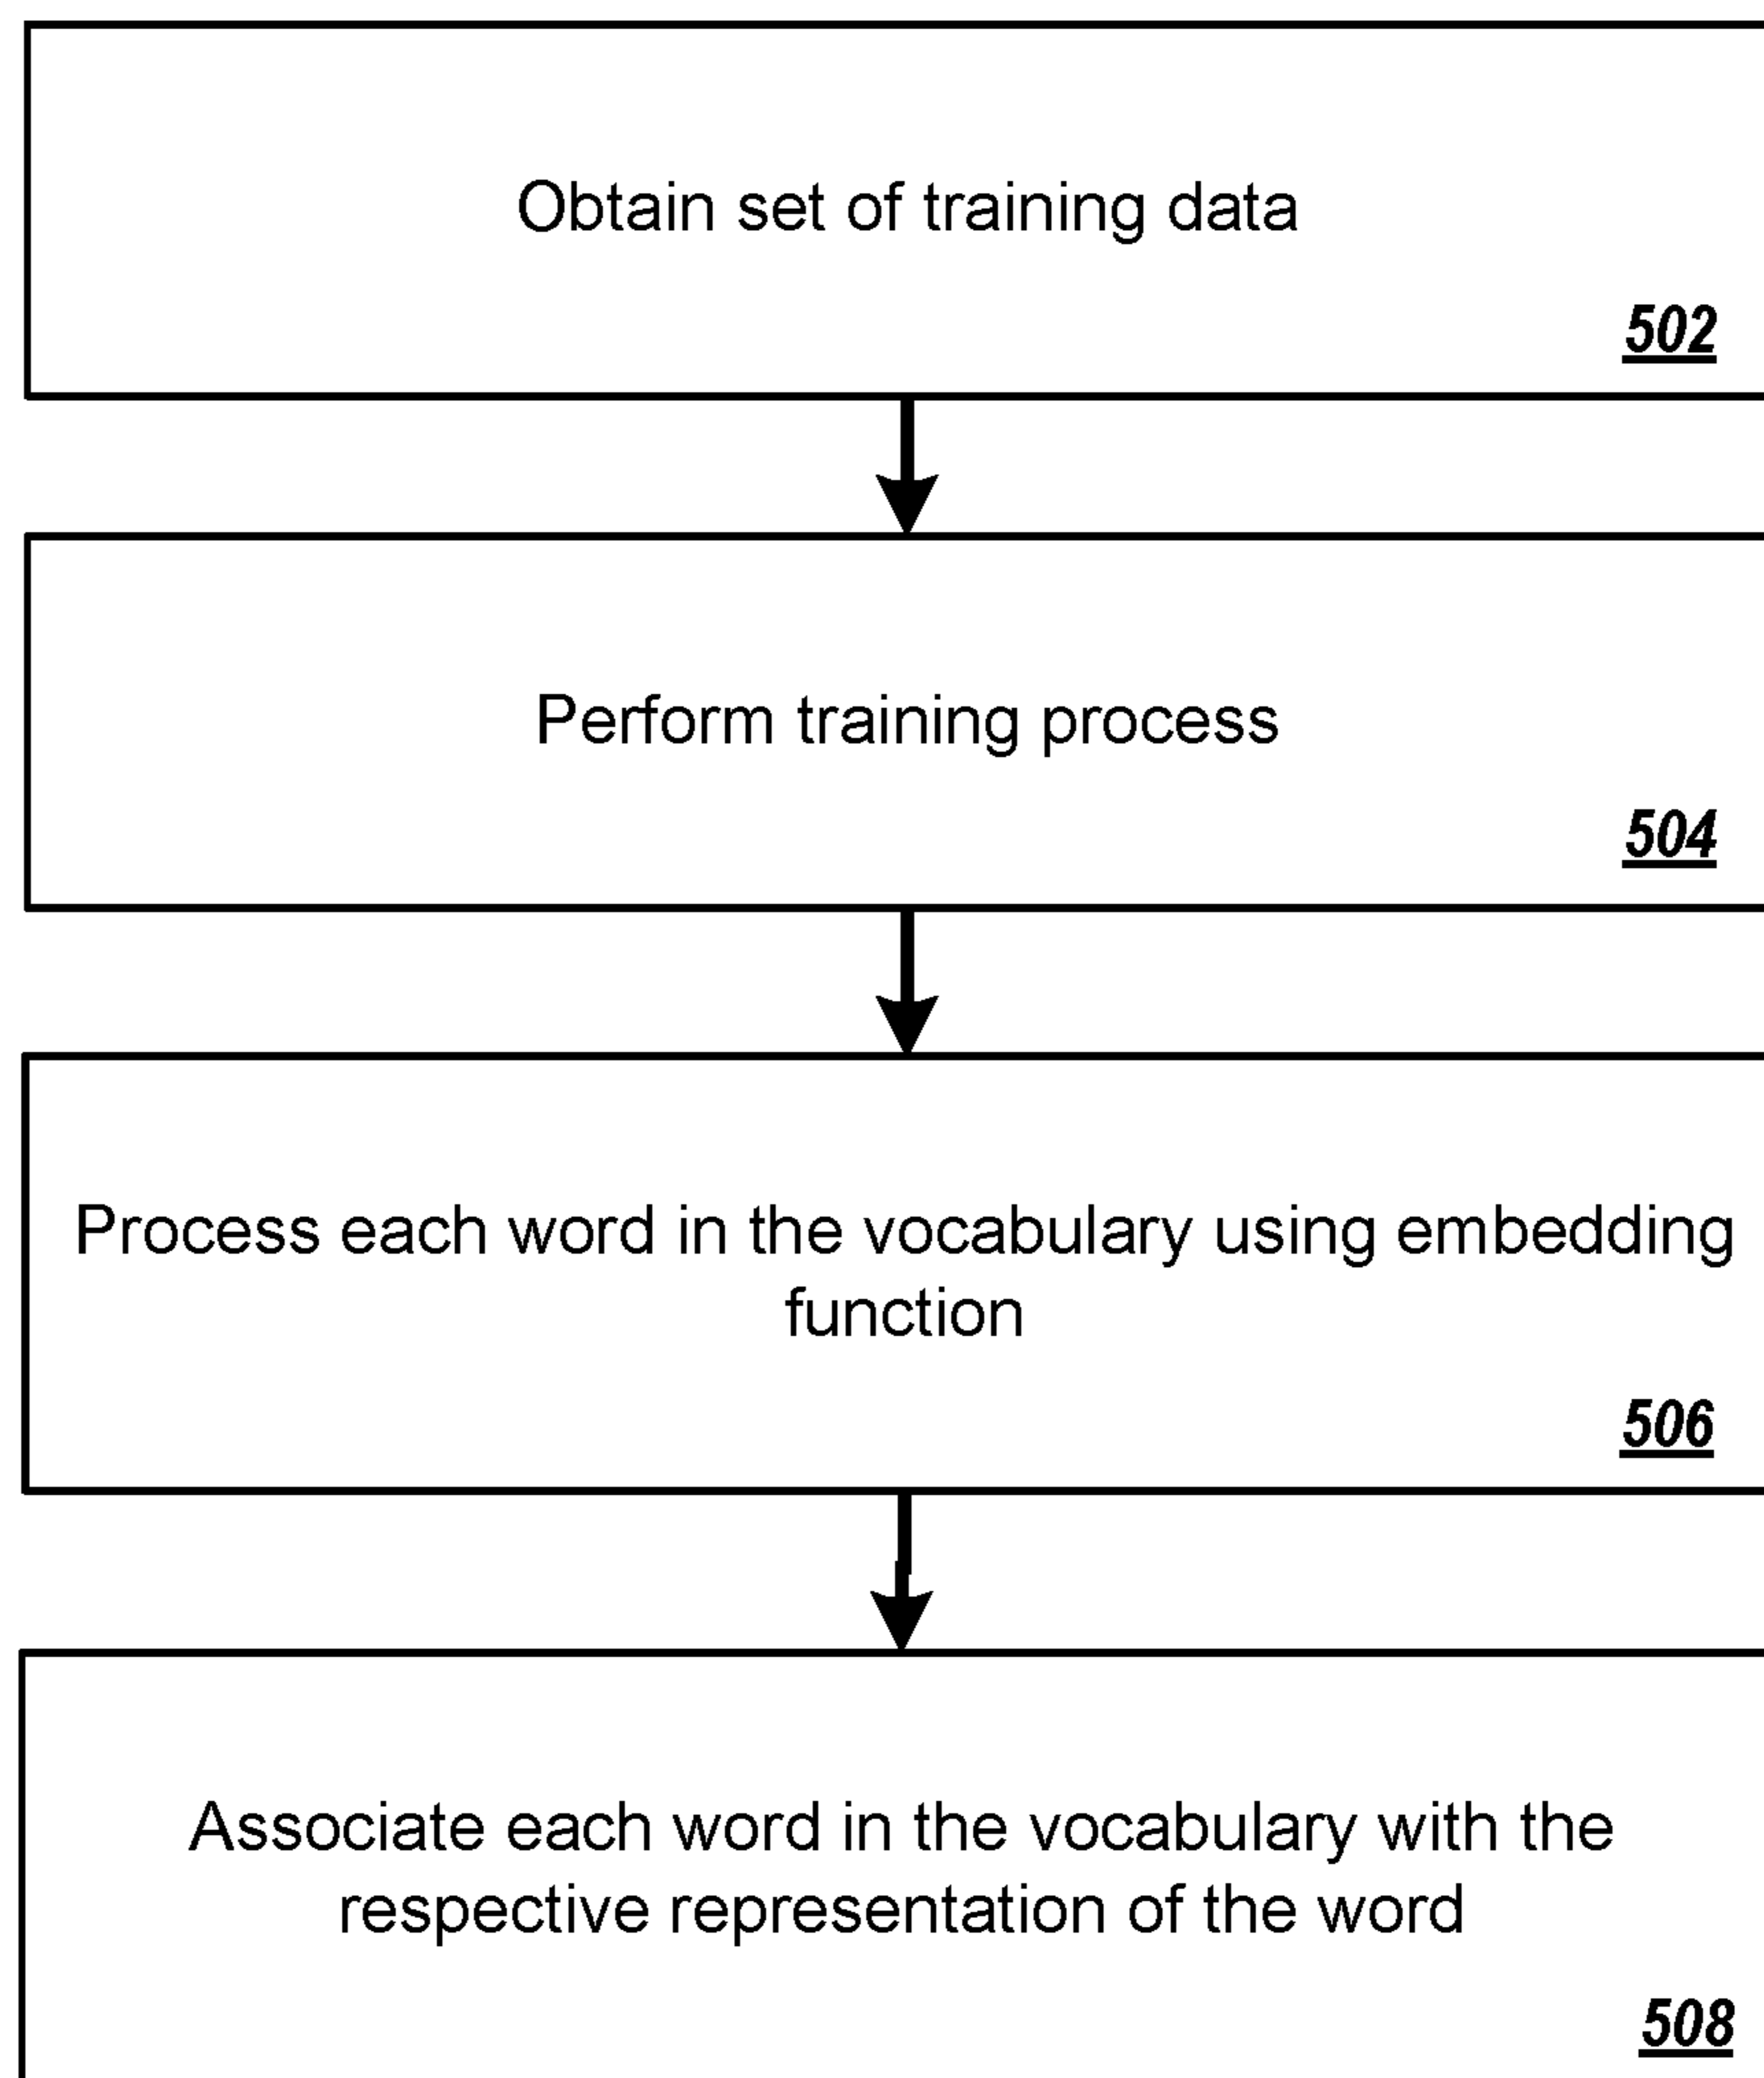 Obtain set of training data
502
Perform training process
504
Process each word in the vocabulary using embedding
function
506
Associate each word in the vocabulary with the
respective representation of the word
508